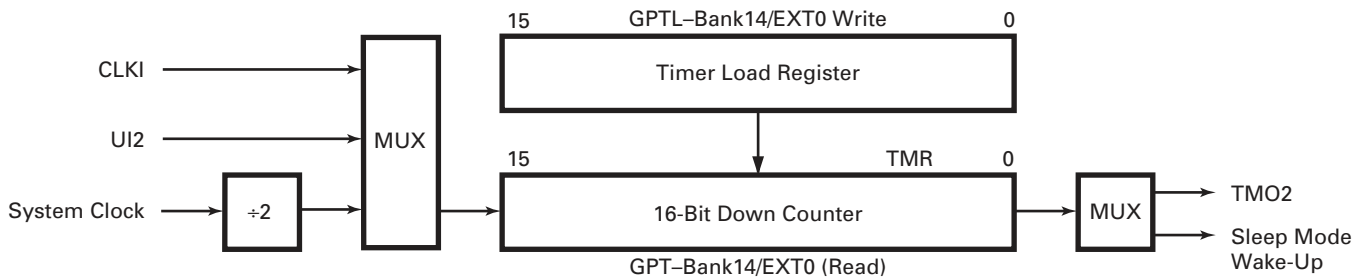 15 GPTL–Bank14/EXT0 Write 0
CLKI
Timer Load Register
UI2
MUX
15 TMR 0
System Clock
÷2
16-Bit Down Counter
MUX
TMO2
Sleep Mode
Wake-Up
GPT–Bank14/EXT0 (Read)